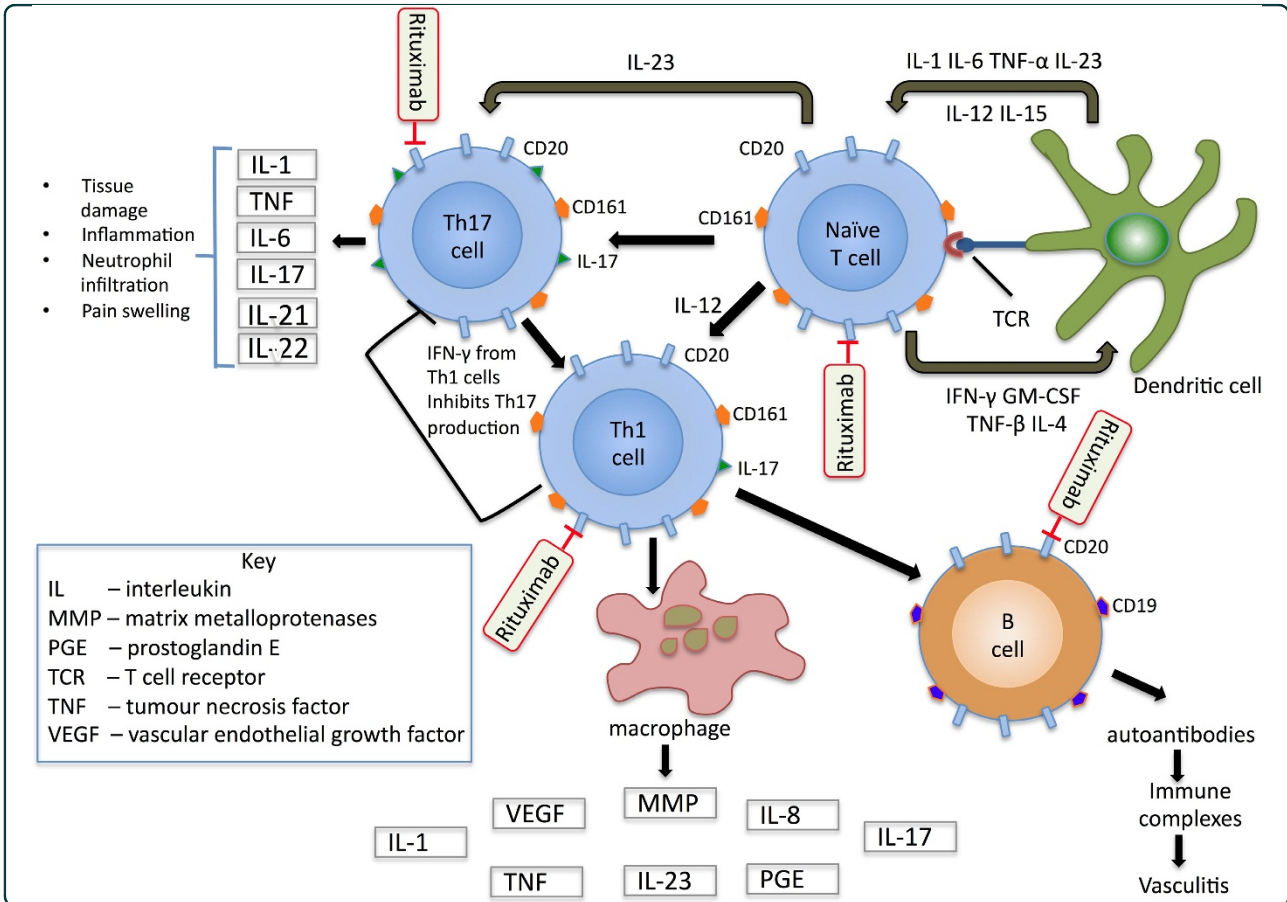 Rituximab
IL-23
IL-1 IL-6 TNF-α IL-23
IL-12 IL-15
CD20
CD161
IL-17
Th17
cell
CD20
CD161
Naïve
T cell
TCR
Dendritic cell
IFN-γ GM-CSF
TNF-β IL-4
Rituximab
• Tissue
damage
• Inflammation
• Neutrophil
infiltration
• Pain swelling
IL-1
TNF
IL-6
IL-17
IL-21
IL-22
IL-12
IFN-γ from
Th1 cells
Inhibits Th17
production
CD20
CD161
IL-17
Th1
cell
Rituximab
Rituximab
CD20
CD19
B
cell
autoantibodies
Immune
complexes
Vasculitis
macrophage
IL-1
VEGF
MMP
IL-8
IL-17
TNF
IL-23
PGE
Key
IL – interleukin
MMP – matrix metalloprotenases
PGE – prostoglandin E
TCR – T cell receptor
TNF – tumour necrosis factor
VEGF – vascular endothelial growth factor